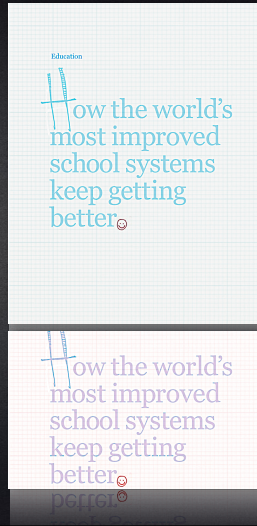 Education
How the world's
most improved
school systems
keep getting
better.
How the world's
most improved
school systems
keep getting
better.
better.